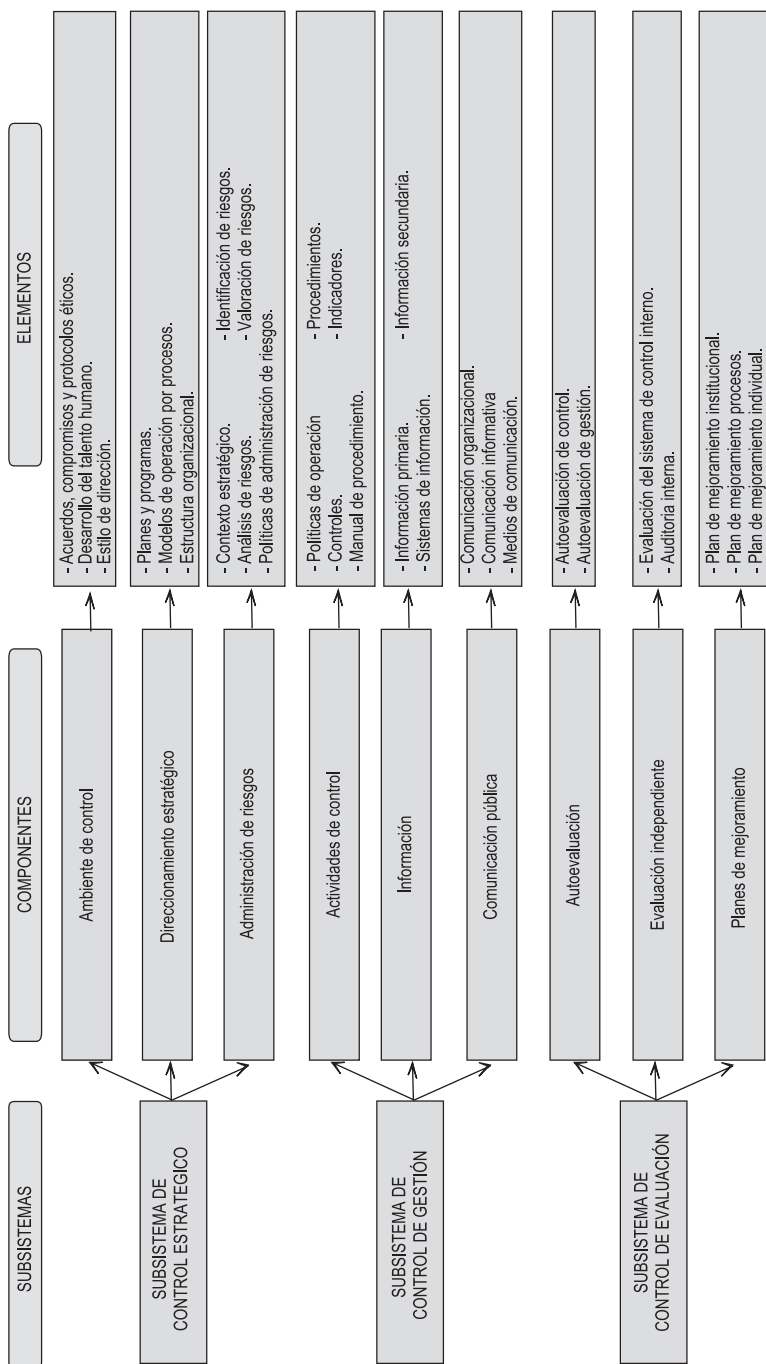 SUBSISTEMAS
COMPONENTES
ELEMENTOS
SUBSISTEMA DE
CONTROL ESTRATEGICO
Ambiente de control
- Acuerdos, compromisos y protocolos éticos.
- Desarrollo del talento humano.
- Estilo de dirección.
Direccionamiento estratégico
- Planes y programas.
- Modelos de operación por procesos.
- Estructura organizacional.
Administración de riesgos
- Contexto estratégico. - Identificación de riesgos.
- Análisis de riesgos. - Valoración de riesgos.
- Políticas de administración de riesgos.
SUBSISTEMA DE
CONTROL DE GESTIÓN
Actividades de control
- Políticas de operación - Procedimientos.
- Controles. - Indicadores.
- Manual de procedimiento.
Información
- Información primaria. - Información secundaria.
- Sistemas de información.
Comunicación pública
- Comunicación organizacional.
- Comunicación informativa
- Medios de comunicación.
SUBSISTEMA DE
CONTROL DE EVALUACIÓN
Autoevaluación
- Autoevaluación de control.
- Autoevaluación de gestión.
Evaluación independiente
- Evaluación del sistema de control interno.
- Auditoría interna.
Planes de mejoramiento
- Plan de mejoramiento institucional.
- Plan de mejoramiento procesos.
- Plan de mejoramiento individual.